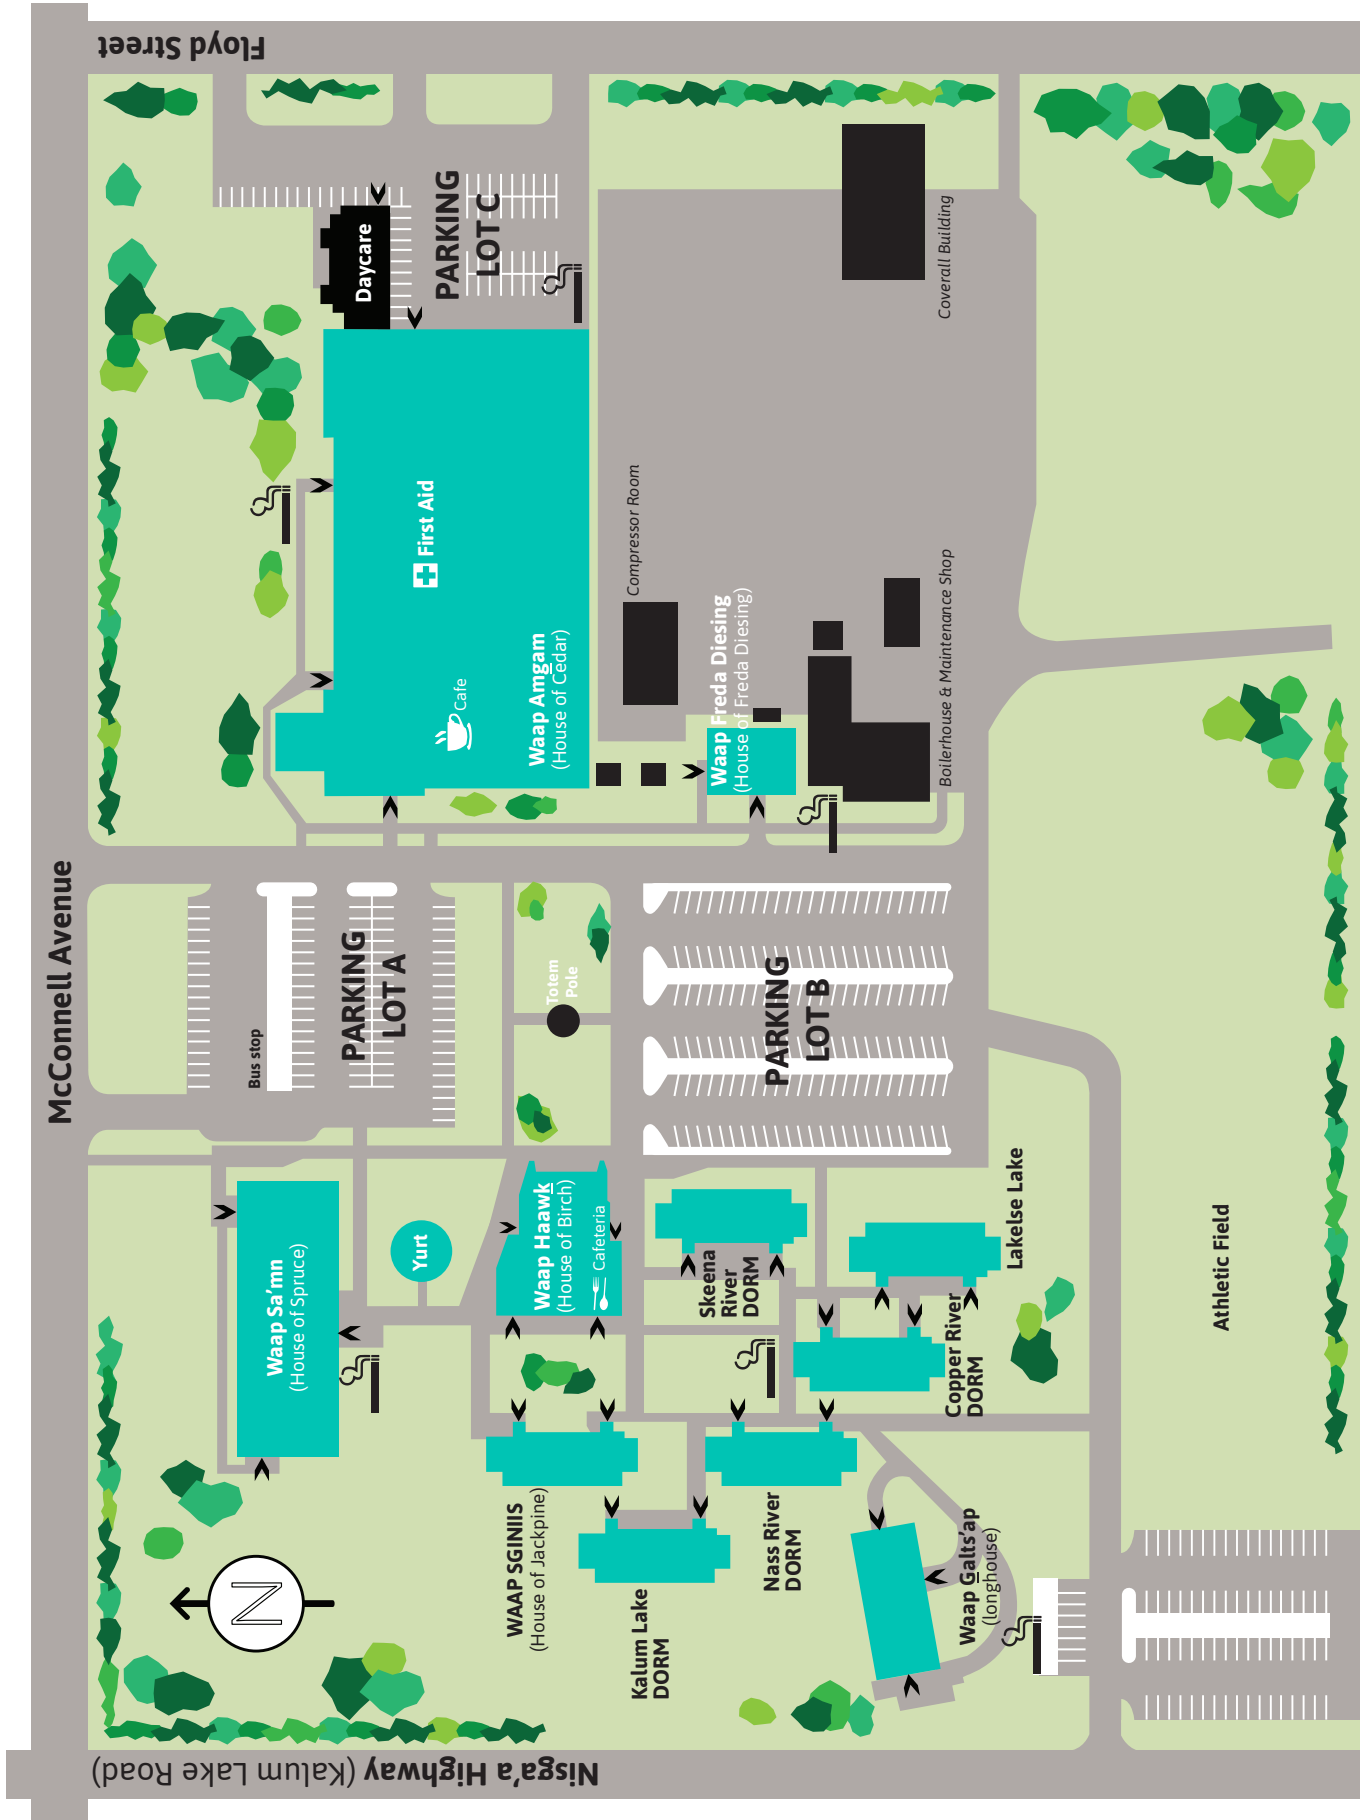 Floyd Street
McConnell Avenue
Nisga'a Highway (Kalum Lake Road)
Daycare
PARKING
LOT C
First Aid
Cafe
Waap Amg̲am
(House of Cedar)
Compressor Room
Coverall Building
Waap Freda Diesing
(House of Freda Diesing)
Boilerhouse & Maintenance Shop
Bus stop
PARKING
LOT A
Totem
Pole
PARKING
LOT B
Waap Sa'mn
(House of Spruce)
Yurt
Waap Haawk̲
(House of Birch)
Cafeteria
Skeena
River
DORM
Lakelse Lake
Copper River
DORM
WAAP SGINIIS
(House of Jackpine)
Kalum Lake
DORM
Nass River
DORM
Waap G̲alts'ap
(longhouse)
Athletic Field
N